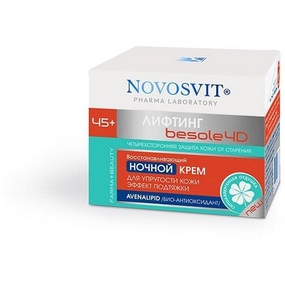 NOVOSVIT®
PHARMA LABORATORY
45+
ЛИФТИНГ
besole4D
ЧЕТЫРЕХСТОРОННЯЯ ЗАЩИТА КОЖИ ОТ СТАРЕНИЯ
Восстанавливающий
НОЧНОЙ КРЕМ
ДЛЯ УПРУГОСТИ КОЖИ
ЭФФЕКТ ПОДТЯЖКИ
AVENALIPID /БИО-АНТИОКСИДАНТ/
PHARMA+BEAUTY
NEW